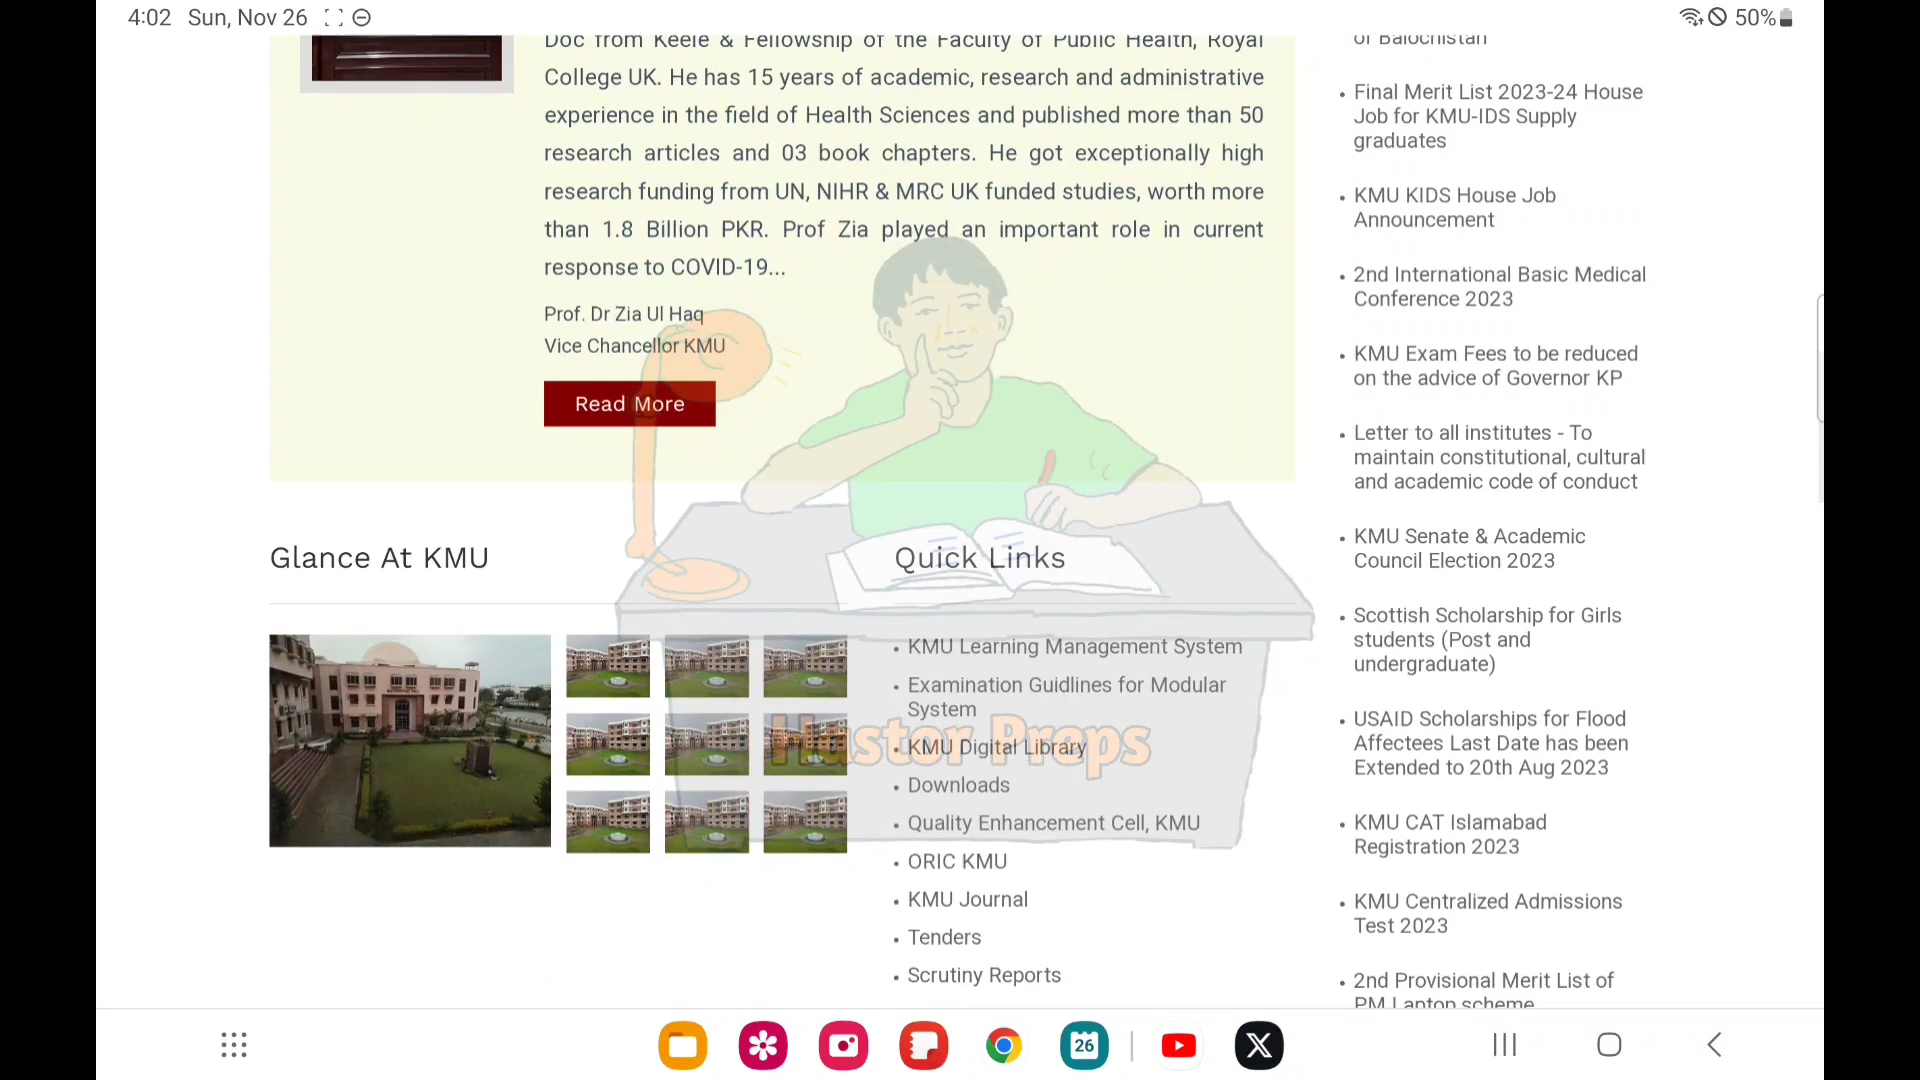 4:02 Sun, Nov 26
50%
Doc from Keele & Fellowship of the Faculty of Public Health, Royal
College UK. He has 15 years of academic, research and administrative
experience in the field of Health Sciences and published more than 50
research articles and 03 book chapters. He got exceptionally high
research funding from UN, NIHR & MRC UK funded studies, worth more
than 1.8 Billion PKR. Prof Zia played an important role in current
response to COVID-19...
Prof. Dr Zia Ul Haq
Vice Chancellor KMU
Read More
Glance At KMU
Quick Links
• KMU Learning Management System
• Examination Guidlines for Modular
System
• KMU Digital Library
• Downloads
• Quality Enhancement Cell, KMU
• ORIC KMU
• KMU Journal
• Tenders
• Scrutiny Reports
Hustor Props
of Balochistan
• Final Merit List 2023-24 House
Job for KMU-IDS Supply
graduates
• KMU KIDS House Job
Announcement
• 2nd International Basic Medical
Conference 2023
• KMU Exam Fees to be reduced
on the advice of Governor KP
• Letter to all institutes - To
maintain constitutional, cultural
and academic code of conduct
• KMU Senate & Academic
Council Election 2023
• Scottish Scholarship for Girls
students (Post and
undergraduate)
• USAID Scholarships for Flood
Affectees Last Date has been
Extended to 20th Aug 2023
• KMU CAT Islamabad
Registration 2023
• KMU Centralized Admissions
Test 2023
• 2nd Provisional Merit List of
PM Laptop scheme
26